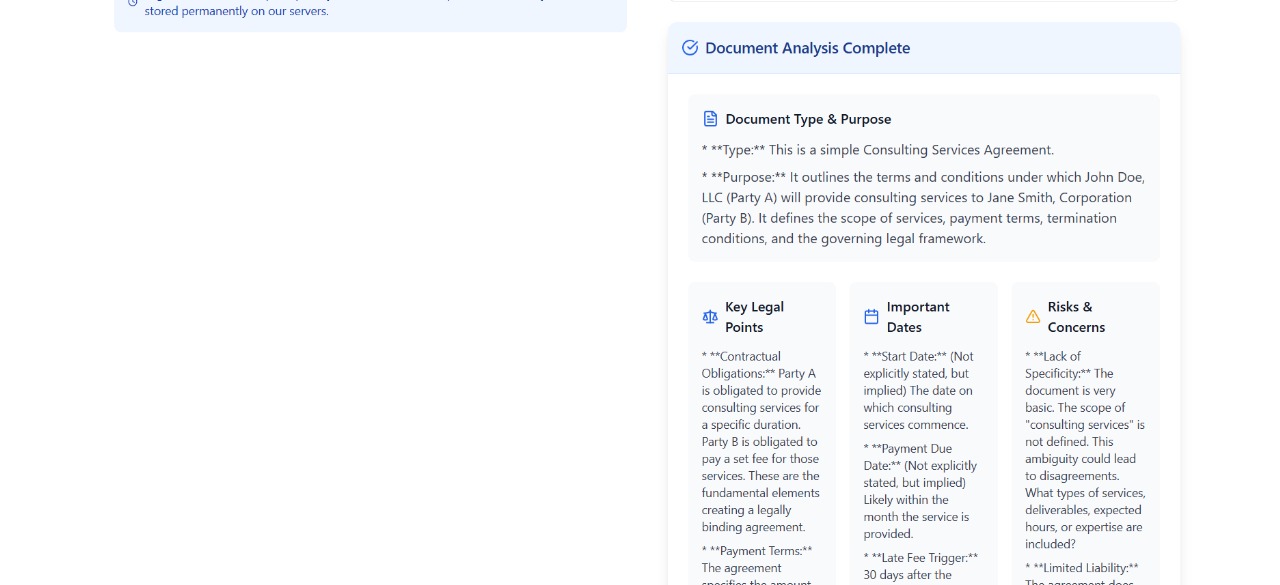 stored permanently on our servers.
Document Analysis Complete
Document Type & Purpose
* **Type:** This is a simple Consulting Services Agreement.
* **Purpose:** It outlines the terms and conditions under which John Doe,
LLC (Party A) will provide consulting services to Jane Smith, Corporation
(Party B). It defines the scope of services, payment terms, termination
conditions, and the governing legal framework.
Key Legal
Points
* **Contractual
Obligations:** Party A
is obligated to provide
consulting services for
a specific duration.
Party B is obligated to
pay a set fee for those
services. These are the
fundamental elements
creating a legally
binding agreement.
* **Payment Terms:**
The agreement
specifies the amount
Important
Dates
* **Start Date:** (Not
explicitly stated, but
implied) The date on
which consulting
services commence.
* **Payment Due
Date:** (Not explicitly
stated, but implied)
Likely within the
month the service is
provided.
* **Late Fee Trigger:**
30 days after the
Risks &
Concerns
* **Lack of
Specificity:** The
document is very
basic. The scope of
"consulting services" is
not defined. This
ambiguity could lead
to disagreements.
What types of services,
deliverables, expected
hours, or expertise are
included?
* **Limited Liability:**
The agreement does